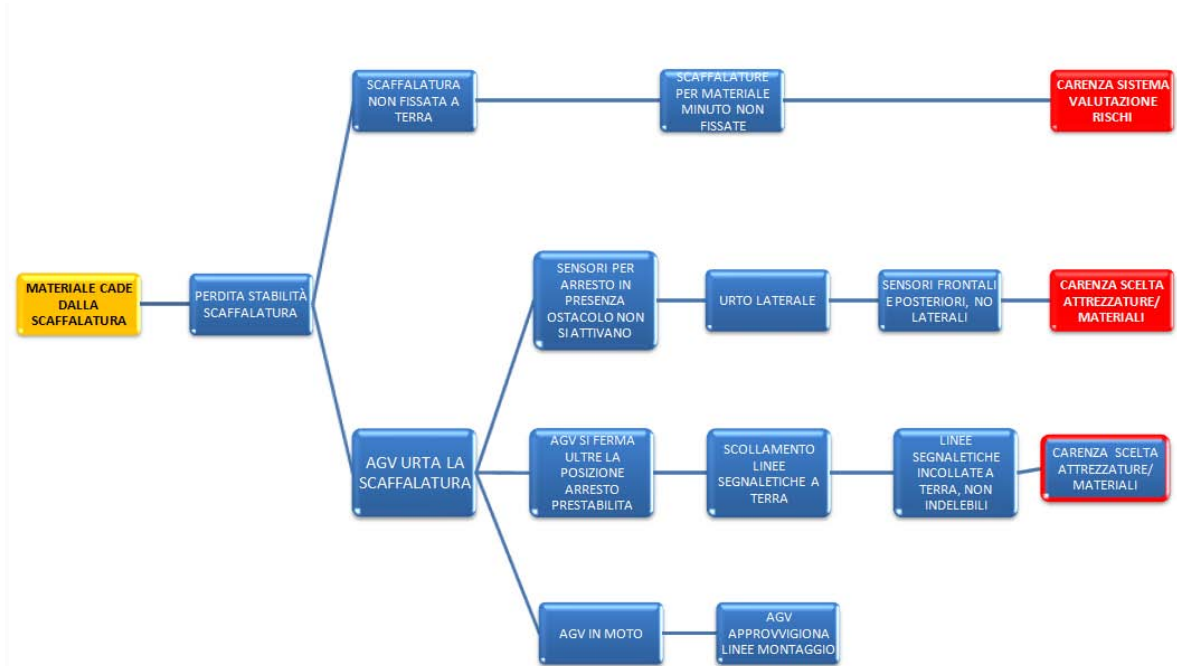 SCAFFALATURA
NON FISSATA A
TERRA
SCAFFALATURE
PER MATERIALE
MINUTO NON
FISSATE
CARENZA SISTEMA
VALUTAZIONE
RISCHI
MATERIALE CADE
DALLA
SCAFFALATURA
PERDITA STABILITÀ
SCAFFALATURA
SENSORI PER
ARRESTO IN
PRESENZA
OSTACOLO NON
SI ATTIVANO
URTO LATERALE
SENSORI FRONTALI
E POSTERIORI, NO
LATERALI
CARENZA SCELTA
ATTREZZATURE/
MATERIALI
AGV URTA LA
SCAFFALATURA
AGV SI FERMA
ULTRE LA
POSIZIONE
ARRESTO
PRESTABILITA
SCOLLAMENTO
LINEE
SEGNALETICHE A
TERRA
LINEE
SEGNALETICHE
INCOLLATE A
TERRA, NON
INDELEBILI
CARENZA SCELTA
ATTREZZATURE/
MATERIALI
AGV IN MOTO
AGV
APPROVVIGIONA
LINEE MONTAGGIO